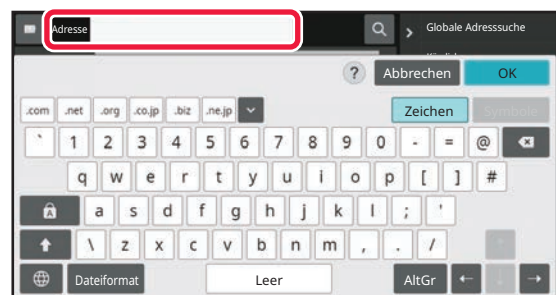 Adresse
Globale Adresssuche
? Abbrechen OK
.com .net .org .co.jp .biz .ne.jp Zeichen Symbole
` 1 2 3 4 5 6 7 8 9 0 - = @
q w e r t y u i o p [ ] #
A a s d f g h j k l ; '
\ z x c v b n m , . /
Dateiformat Leer AltGr ← ↓ →